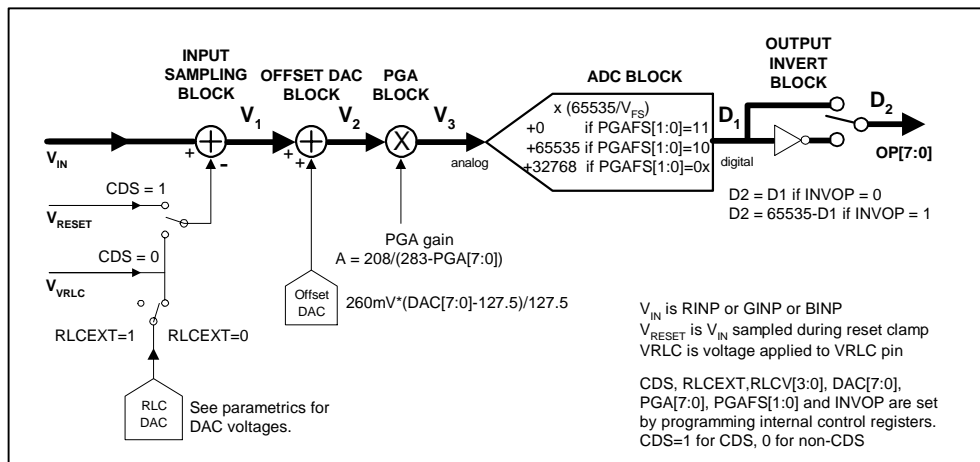 INPUT
SAMPLING
BLOCK
OFFSET DAC
BLOCK
PGA
BLOCK
ADC BLOCK
OUTPUT
INVERT
BLOCK
V1
V2
V3
x (65535/VFS)
+0 if PGAFS[1:0]=11
+65535 if PGAFS[1:0]=10
+32768 if PGAFS[1:0]=0x
D1
D2
VIN
+
+
-
+
+
X
analog
digital
OP[7:0]
CDS = 1
VRESET
D2 = D1 if INVOP = 0
D2 = 65535-D1 if INVOP = 1
CDS = 0
VVRLC
PGA gain
A = 208/(283-PGA[7:0])
Offset
DAC
260mV*(DAC[7:0]-127.5)/127.5
RLCEXT=1
RLCEXT=0
VIN is RINP or GINP or BINP
VRESET is VIN sampled during reset clamp
VRLC is voltage applied to VRLC pin
RLC
DAC
See parametrics for
DAC voltages.
CDS, RLCEXT,RLCV[3:0], DAC[7:0],
PGA[7:0], PGAFS[1:0] and INVOP are set
by programming internal control registers.
CDS=1 for CDS, 0 for non-CDS